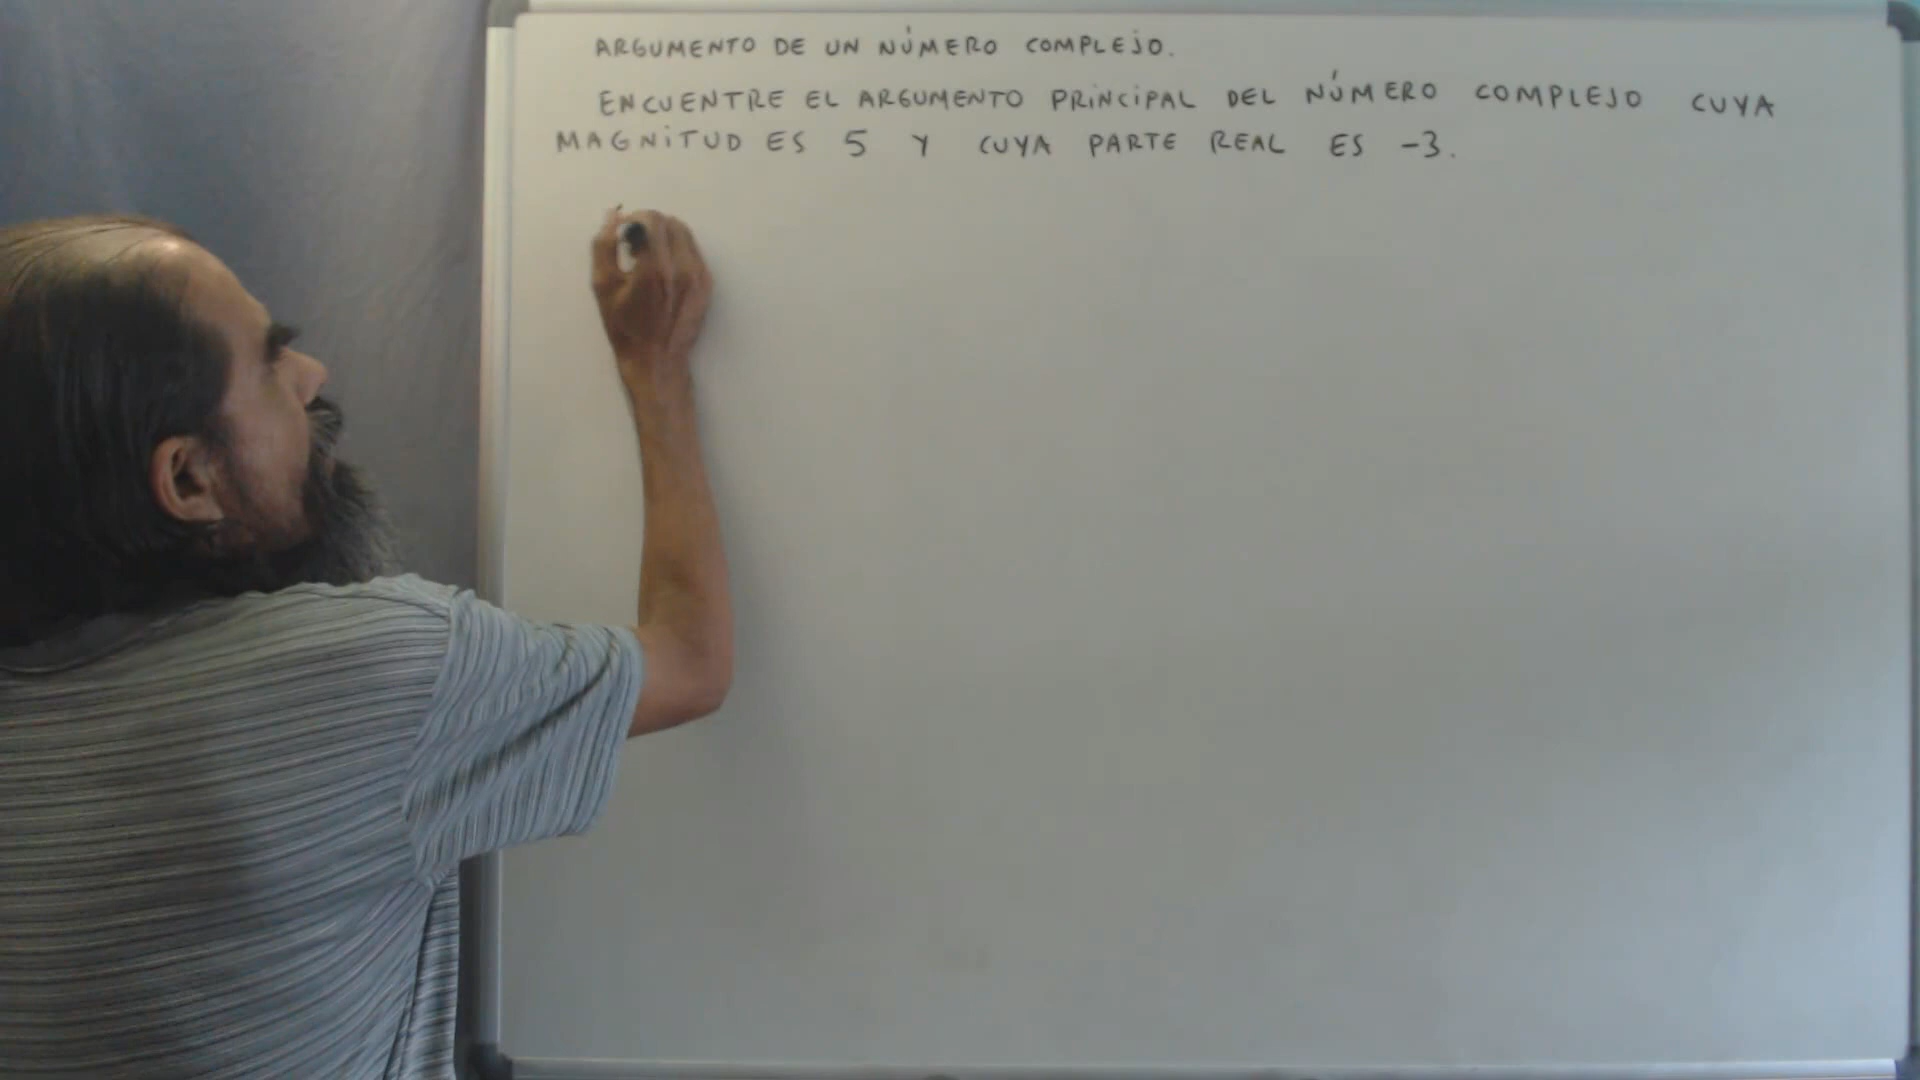 ARGUMENTO DE UN NÚMERO COMPLEJO.
ENCUENTRE EL ARGUMENTO PRINCIPAL DEL NÚMERO COMPLEJO CUYA
MAGNITUD ES 5 Y CUYA PARTE REAL ES -3.